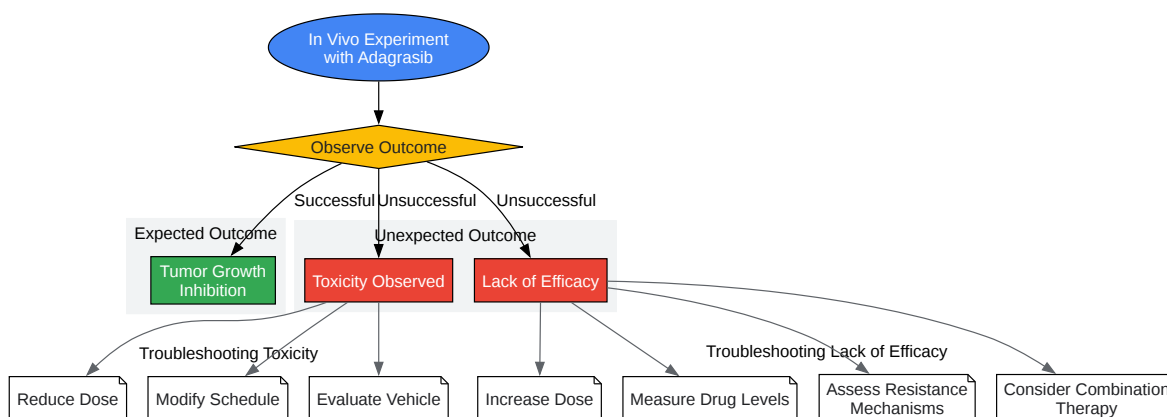 In Vivo Experiment
with Adagrasib
Observe Outcome
Successful
Unsuccessful
Unsuccessful
Expected Outcome
Unexpected Outcome
Tumor Growth
Inhibition
Toxicity Observed
Lack of Efficacy
Troubleshooting Toxicity
Troubleshooting Lack of Efficacy
Reduce Dose
Modify Schedule
Evaluate Vehicle
Increase Dose
Measure Drug Levels
Assess Resistance
Mechanisms
Consider Combination
Therapy